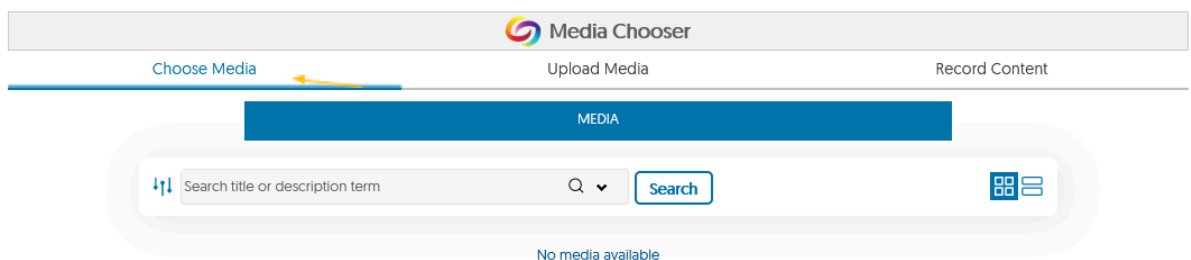 Media Chooser
Choose Media Upload Media Record Content
MEDIA
Search title or description term Search
No media available